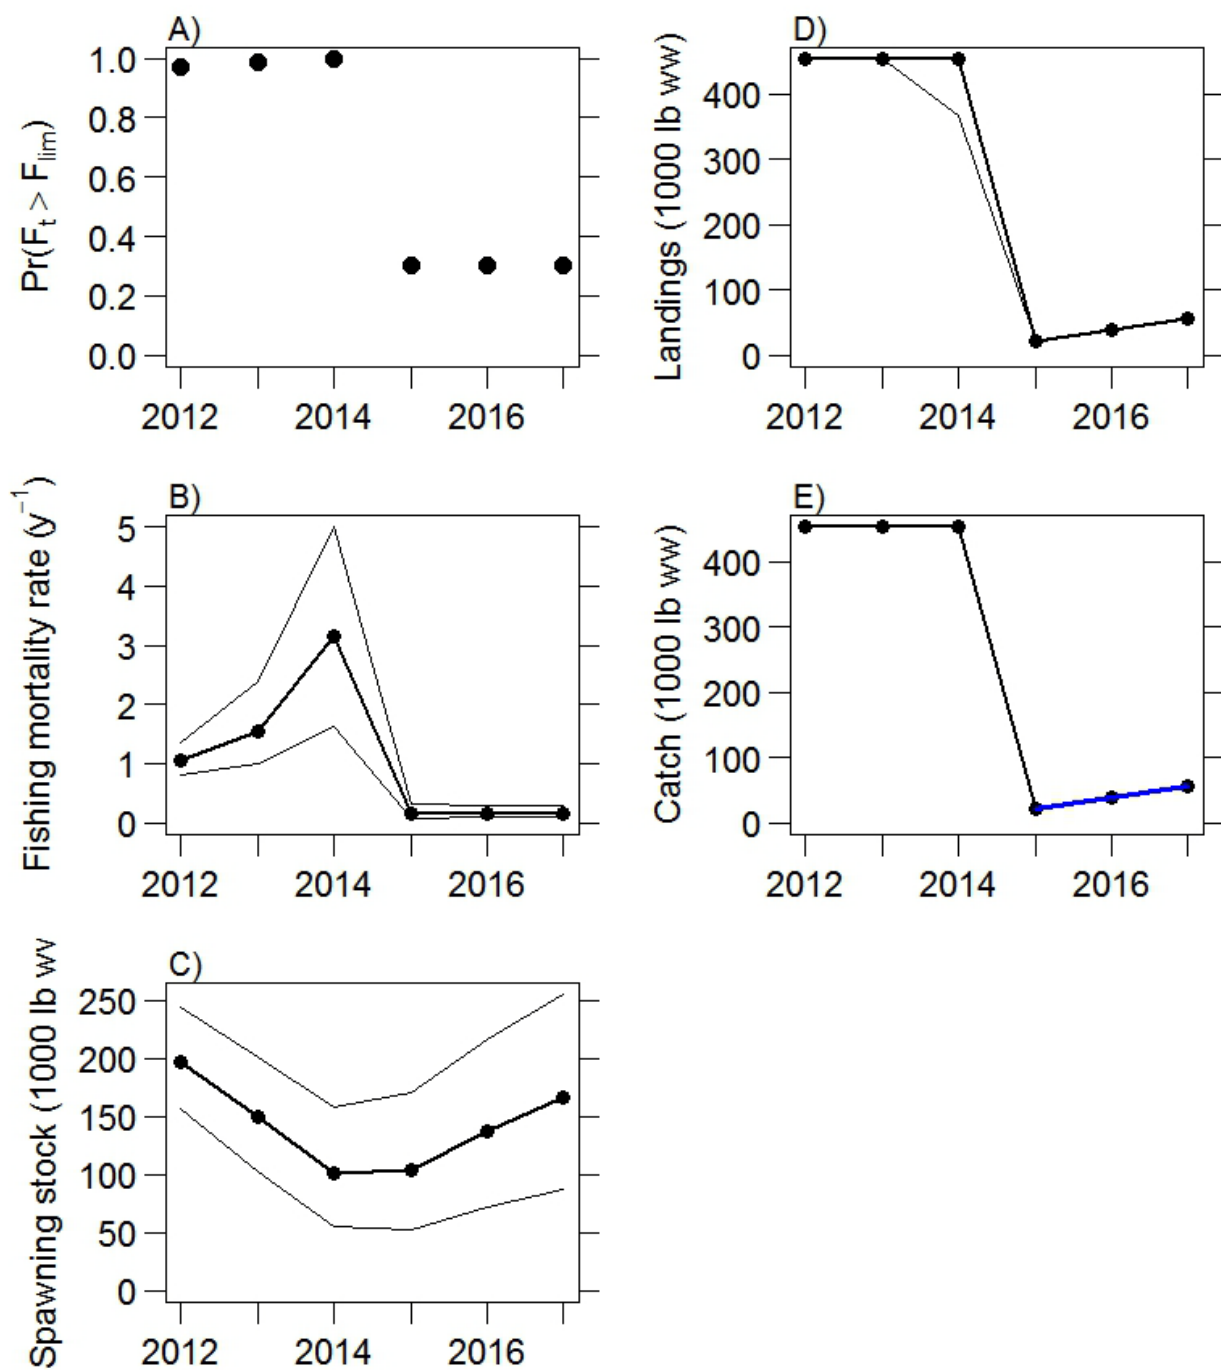 A)
Pr(Ft > Flim)
1.0
0.8
0.6
0.4
0.2
0.0
2012 2014 2016
B)
Fishing mortality rate (y−1)
5
4
3
2
1
0
2012 2014 2016
C)
Spawning stock (1000 lb wv
250
200
150
100
50
0
2012 2014 2016
D)
Landings (1000 lb ww)
400
300
200
100
0
2012 2014 2016
E)
Catch (1000 lb ww)
400
300
200
100
0
2012 2014 2016